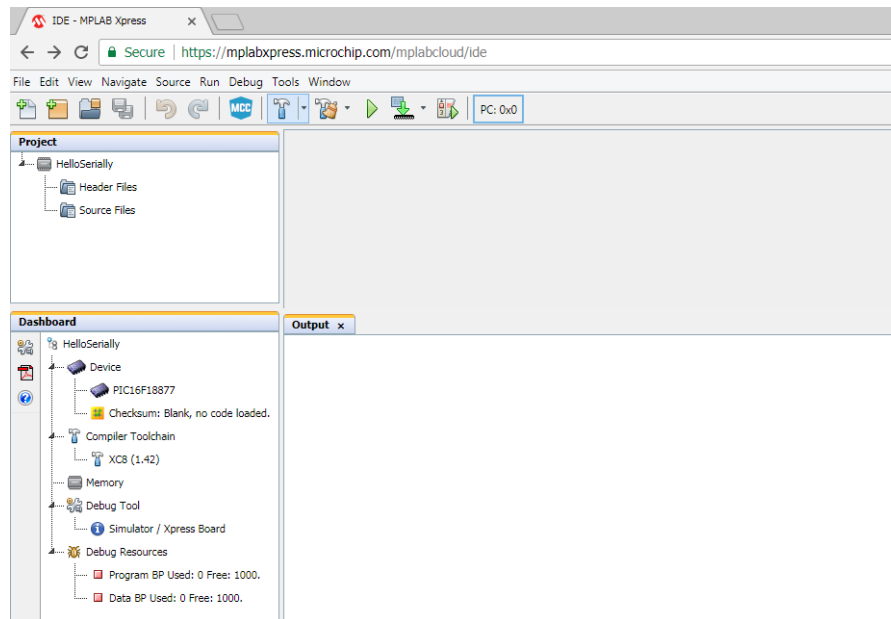 IDE - MPLAB Xpress
Secure | https://mplabxpress.microchip.com/mplabcloud/ide
File Edit View Navigate Source Run Debug Tools Window
MCC
PC: 0x0
Project
HelloSerially
Header Files
Source Files
Dashboard
HelloSerially
Device
PIC16F18877
Checksum: Blank, no code loaded.
Compiler Toolchain
XC8 (1.42)
Memory
Debug Tool
Simulator / Xpress Board
Debug Resources
Program BP Used: 0 Free: 1000.
Data BP Used: 0 Free: 1000.
Output x